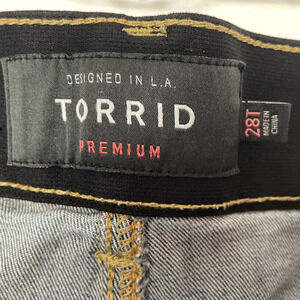 DESIGNED IN L.A.
TORRID
PREMIUM
28T
MADE IN
CHINA